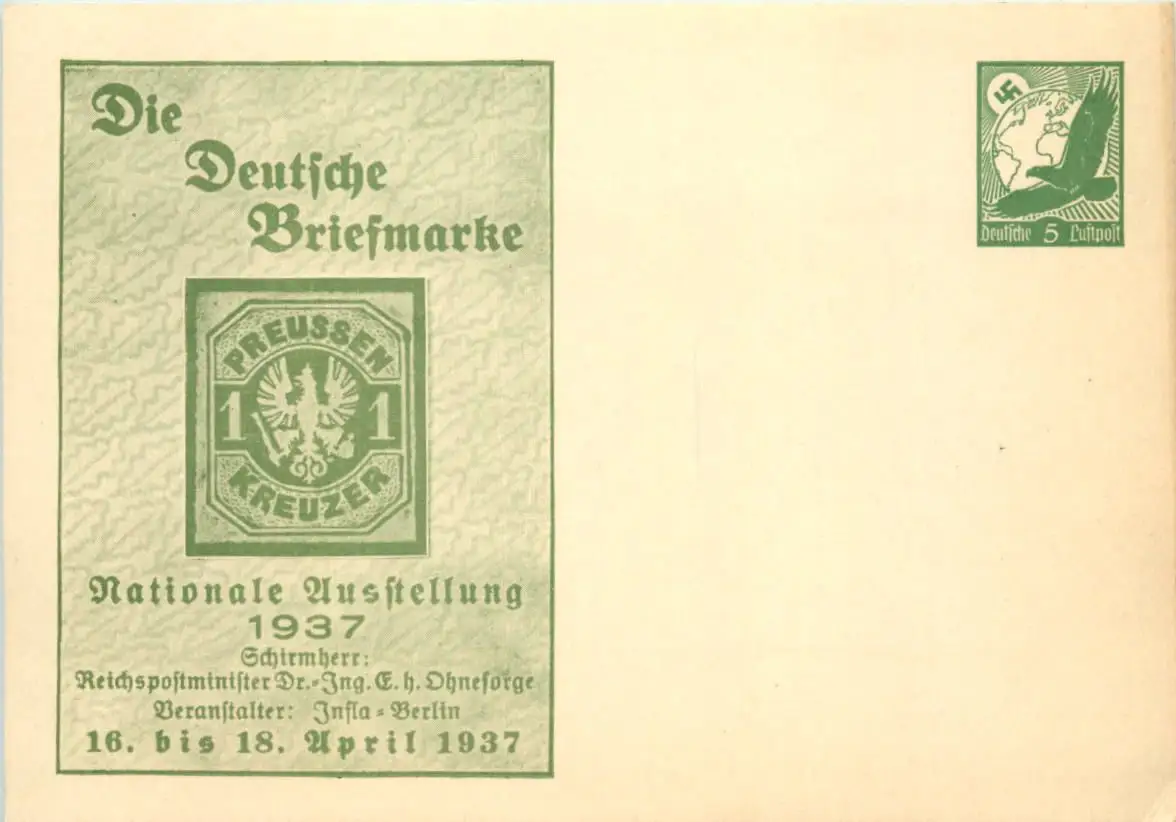 Die
Deutsche
Briefmarke
PREUSSEN
1 1
KREUZER
Nationale Ausstellung
1937
Schirmherr:
Reichspostminister Dr.-Ing. E. h. Ohnesorge
Veranstalter: Infla-Berlin
16. bis 18. April 1937
Deutsche 5 Luftpost